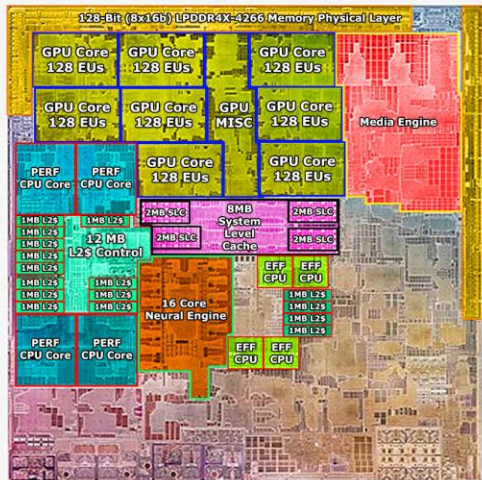 128-Bit (8x16b) LPDDR4X-4266 Memory Physical Layer
GPU Core
128 EUs
GPU Core
128 EUs
GPU Core
128 EUs
GPU Core
128 EUs
GPU Core
128 EUs
GPU
MISC
GPU Core
128 EUs
Media Engine
GPU Core
128 EUs
GPU Core
128 EUs
PERF
CPU Core
PERF
CPU Core
2MB SLC
2MB SLC
8MB
System
Level
Cache
2MB SLC
2MB SLC
1MB L2$
1MB L2$
1MB L2$
1MB L2$
1MB L2$
1MB L2$
1MB L2$
1MB L2$
1MB L2$
12 MB
L2$ Control
1MB L2$
1MB L2$
1MB L2$
16 Core
Neural Engine
EFF
CPU
EFF
CPU
1MB L2$
1MB L2$
1MB L2$
1MB L2$
EFF
CPU
EFF
CPU
PERF
CPU Core
PERF
CPU Core